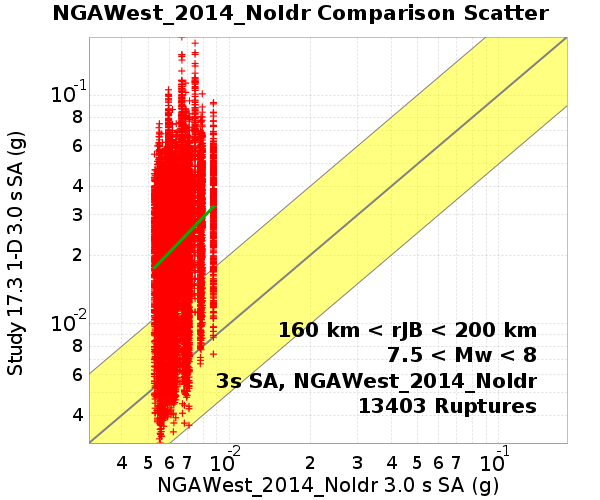 NGAWest_2014_NoIdr Comparison Scatter
Study 17.3 1-D 3.0 s SA (g)
10-1
8
6
4
3
2
10-2
8
6
4
160 km < rJB < 200 km
7.5 < Mw < 8
3s SA, NGAWest_2014_NoIdr
13403 Ruptures
4 5 6 7 10-2 2 3 4 5 6 7 10-1
NGAWest_2014_NoIdr 3.0 s SA (g)